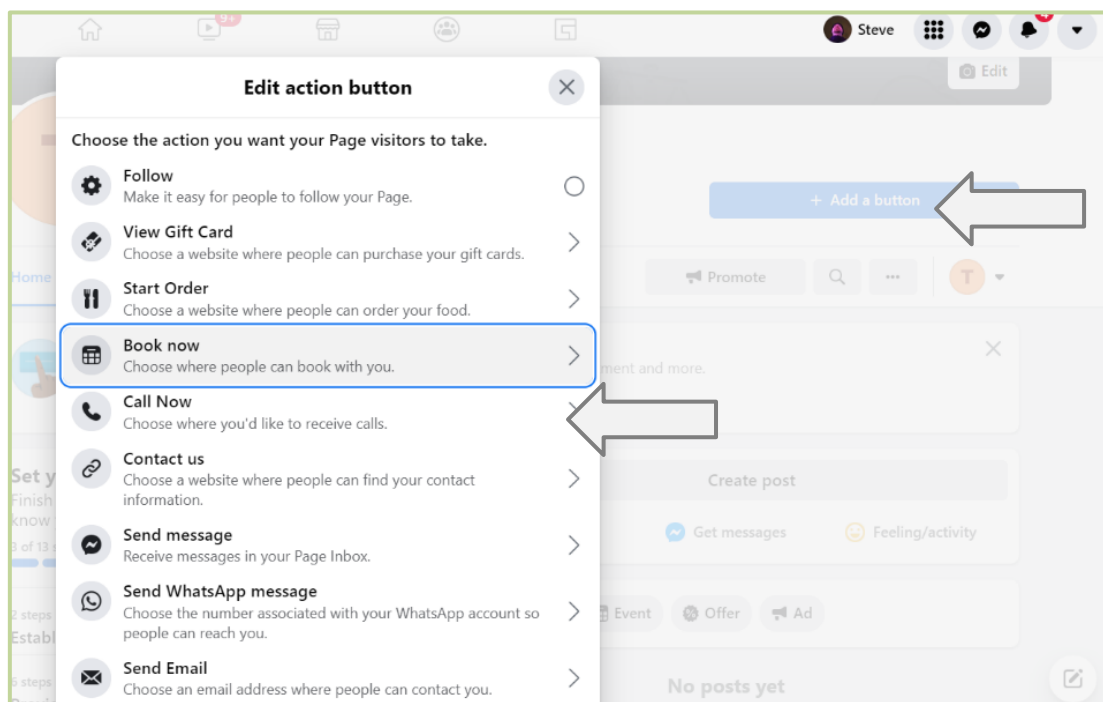 9+
Steve
4
Edit
Edit action button
Choose the action you want your Page visitors to take.
Follow
Make it easy for people to follow your Page.
+ Add a button
View Gift Card
Choose a website where people can purchase your gift cards.
Home
Promote
T
Start Order
Choose a website where people can order your food.
Book now
Choose where people can book with you.
ment and more.
Call Now
Choose where you'd like to receive calls.
Contact us
Choose a website where people can find your contact
information.
Set y
Finish
know
3 of 13 s
Create post
Send message
Receive messages in your Page Inbox.
Get messages
Feeling/activity
Send WhatsApp message
Choose the number associated with your WhatsApp account so
people can reach you.
2 steps
Establ
Event
Offer
Ad
Send Email
Choose an email address where people can contact you.
6 steps
No posts yet